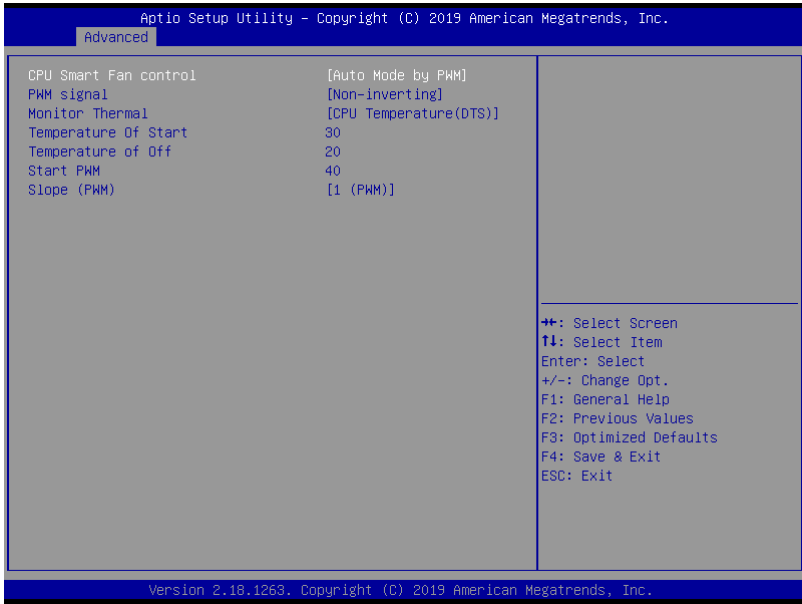 Aptio Setup Utility – Copyright (C) 2019 American Megatrends, Inc.
Advanced
CPU Smart Fan control [Auto Mode by PWM]
PWM signal [Non-inverting]
Monitor Thermal [CPU Temperature(DTS)]
Temperature Of Start 30
Temperature of Off 20
Start PWM 40
Slope (PWM) [1 (PWM)]
→←: Select Screen
↑↓: Select Item
Enter: Select
+/-: Change Opt.
F1: General Help
F2: Previous Values
F3: Optimized Defaults
F4: Save & Exit
ESC: Exit
Version 2.18.1263. Copyright (C) 2019 American Megatrends, Inc.